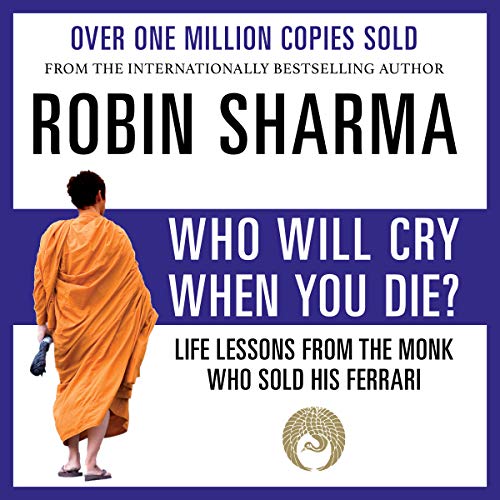 OVER ONE MILLION COPIES SOLD
FROM THE INTERNATIONALLY BESTSELLING AUTHOR
ROBIN SHARMA
WHO WILL CRY
WHEN YOU DIE?
LIFE LESSONS FROM THE MONK
WHO SOLD HIS FERRARI